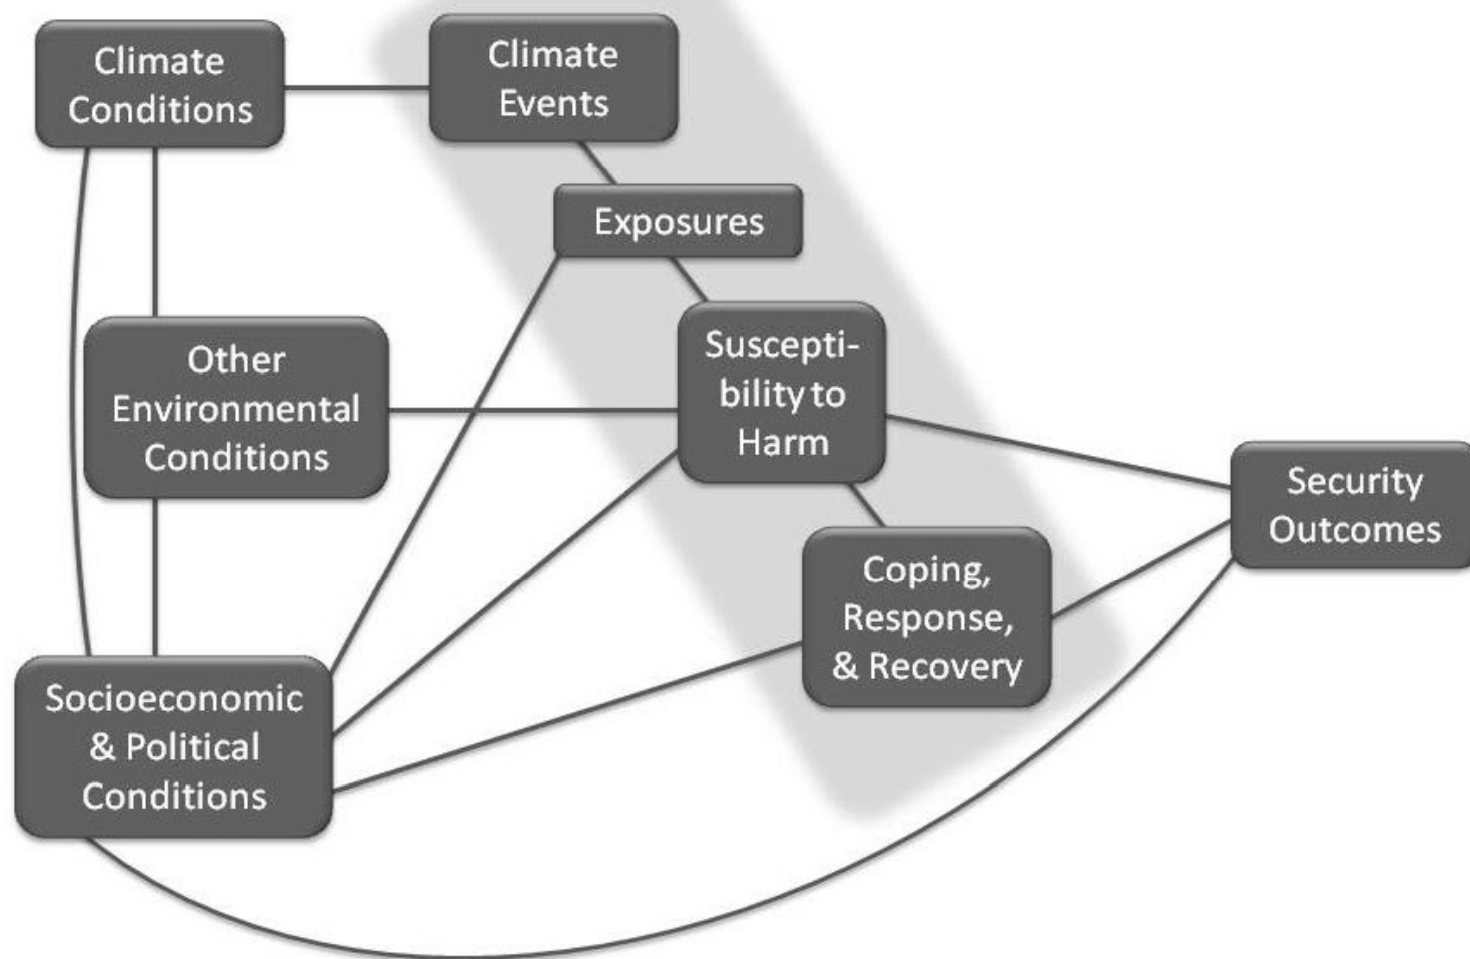 Climate
Conditions
Climate
Events
Exposures
Other
Environmental
Conditions
Suscepti-
bility to
Harm
Security
Outcomes
Coping,
Response,
& Recovery
Socioeconomic
& Political
Conditions